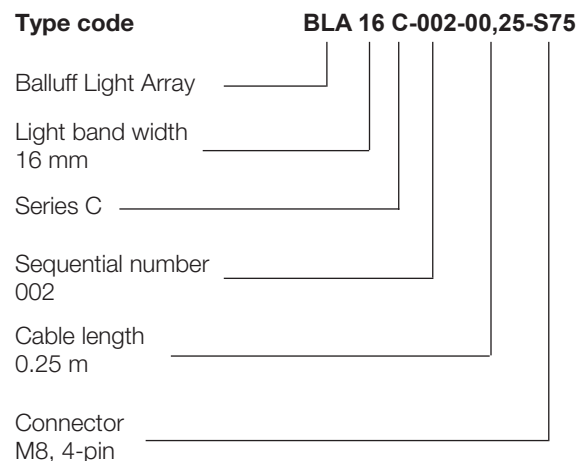 Type code BLA 16 C-002-00,25-S75
Balluff Light Array
Light band width
16 mm
Series C
Sequential number
002
Cable length
0.25 m
Connector
M8, 4-pin